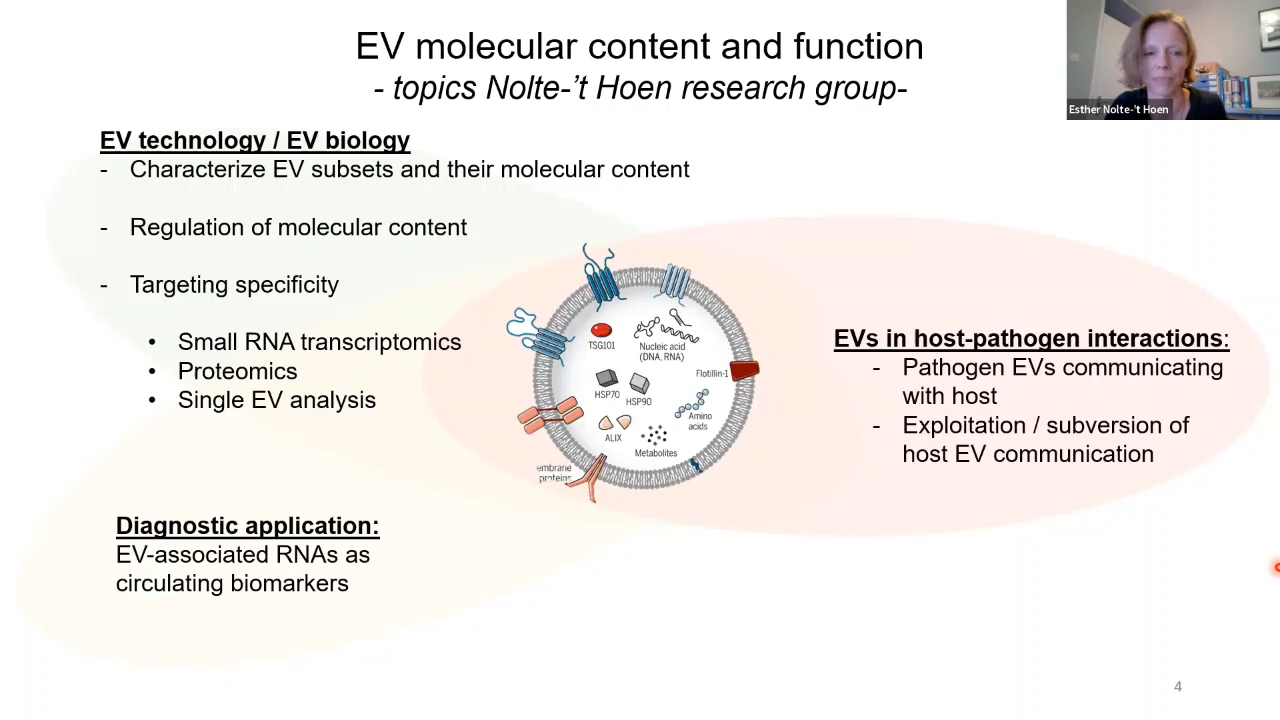 EV molecular content and function
- topics Nolte-'t Hoen research group-
Esther Nolte-'t Hoen
EV technology / EV biology
- Characterize EV subsets and their molecular content
- Regulation of molecular content
- Targeting specificity
• Small RNA transcriptomics
• Proteomics
• Single EV analysis
TSG101
Nucleic acid
(DNA, RNA)
Flotillin-1
HSP70
HSP90
Amino
acids
ALIX
Metabolites
embrane
proteins
EVs in host-pathogen interactions:
- Pathogen EVs communicating
with host
- Exploitation / subversion of
host EV communication
Diagnostic application:
EV-associated RNAs as
circulating biomarkers
4